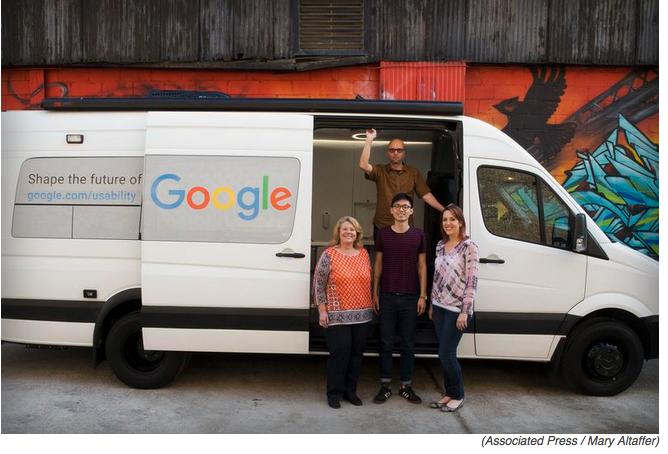 Shape the future of
google.com/usability
Google
(Associated Press / Mary Altaffer)